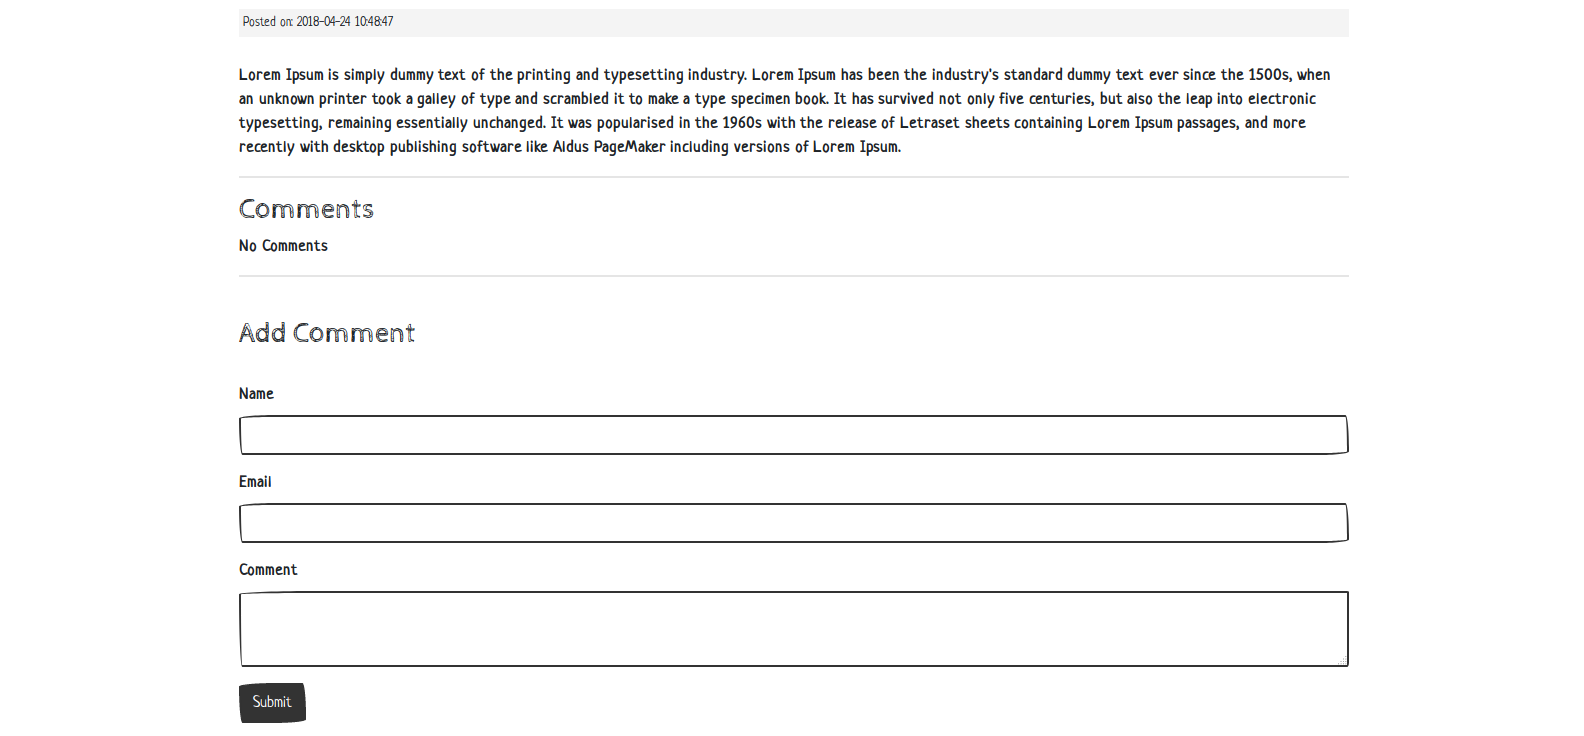 Posted on: 2018-04-24 10:48:47
Lorem Ipsum is simply dummy text of the printing and typesetting industry. Lorem Ipsum has been the industry's standard dummy text ever since the 1500s, when
an unknown printer took a galley of type and scrambled it to make a type specimen book. It has survived not only five centuries, but also the leap into electronic
typesetting, remaining essentially unchanged. It was popularised in the 1960s with the release of Letraset sheets containing Lorem Ipsum passages, and more
recently with desktop publishing software like Aldus PageMaker including versions of Lorem Ipsum.
Comments
No Comments
Add Comment
Name
Email
Comment
Submit